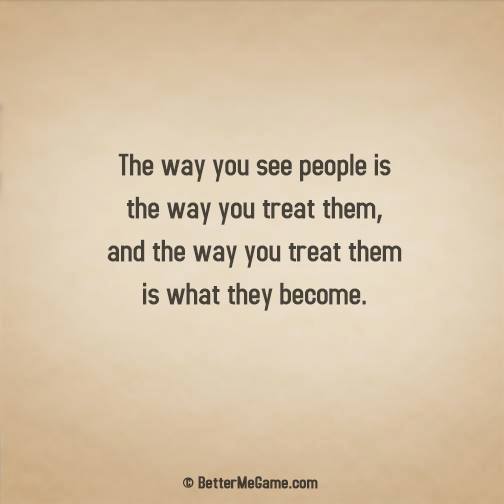 The way you see people is
the way you treat them,
and the way you treat them
is what they become.
© BetterMeGame.com